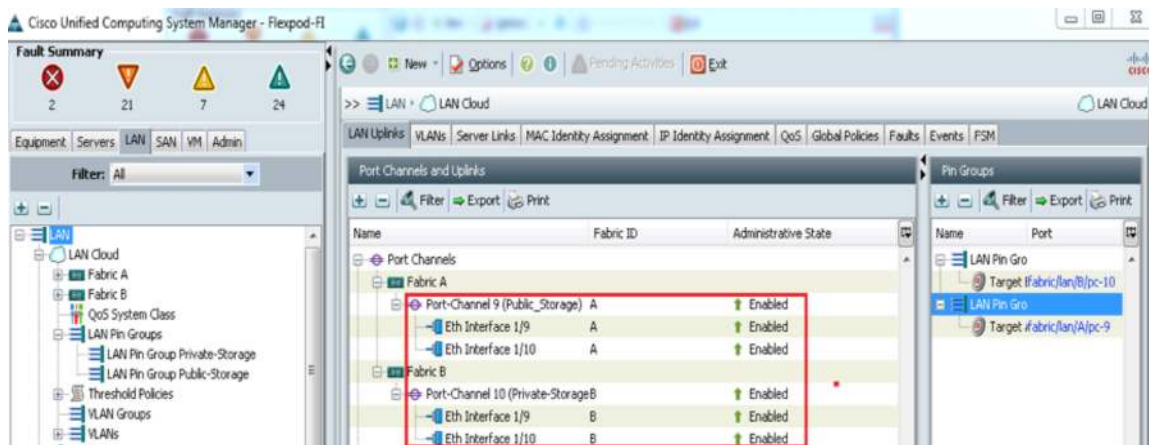 Cisco Unified Computing System Manager - Flexpod-FI
Fault Summary
2 21 7 24
New Options Pending Activities Exit
cisco
>> LAN LAN Cloud
LAN Cloud
Equipment Servers LAN SAN VM Admin
Filter: All
LAN
LAN Cloud
Fabric A
Fabric B
QoS System Class
LAN Pin Groups
LAN Pin Group Private-Storage
LAN Pin Group Public-Storage
Threshold Policies
VLAN Groups
VLANs
LAN Uplinks VLANs Server Links MAC Identity Assignment IP Identity Assignment QoS Global Policies Faults Events FSM
Port Channels and Uplinks
Filter Export Print
Name Fabric ID Administrative State
Port Channels
Fabric A
Port-Channel 9 (Public_Storage) A Enabled
Eth Interface 1/9 A Enabled
Eth Interface 1/10 A Enabled
Fabric B
Port-Channel 10 (Private-Storage B Enabled
Eth Interface 1/9 B Enabled
Eth Interface 1/10 B Enabled
Pin Groups
Filter Export Print
Name Port
LAN Pin Gro
Target fabric/lan/B/pc-10
LAN Pin Gro
Target fabric/lan/A/pc-9